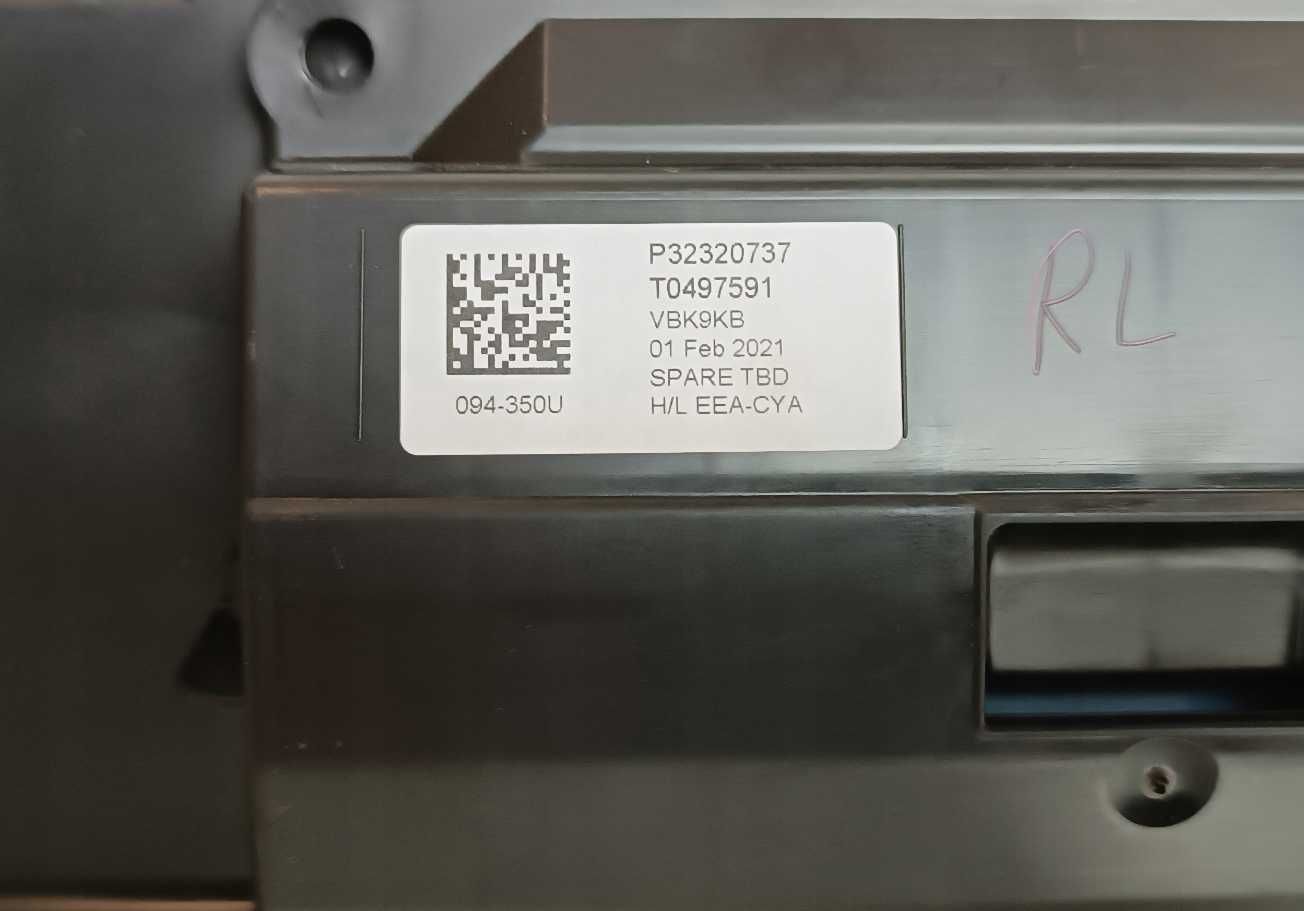 P32320737
T0497591
VBK9KB
01 Feb 2021
SPARE TBD
H/L EEA-CYA
094-350U
RL